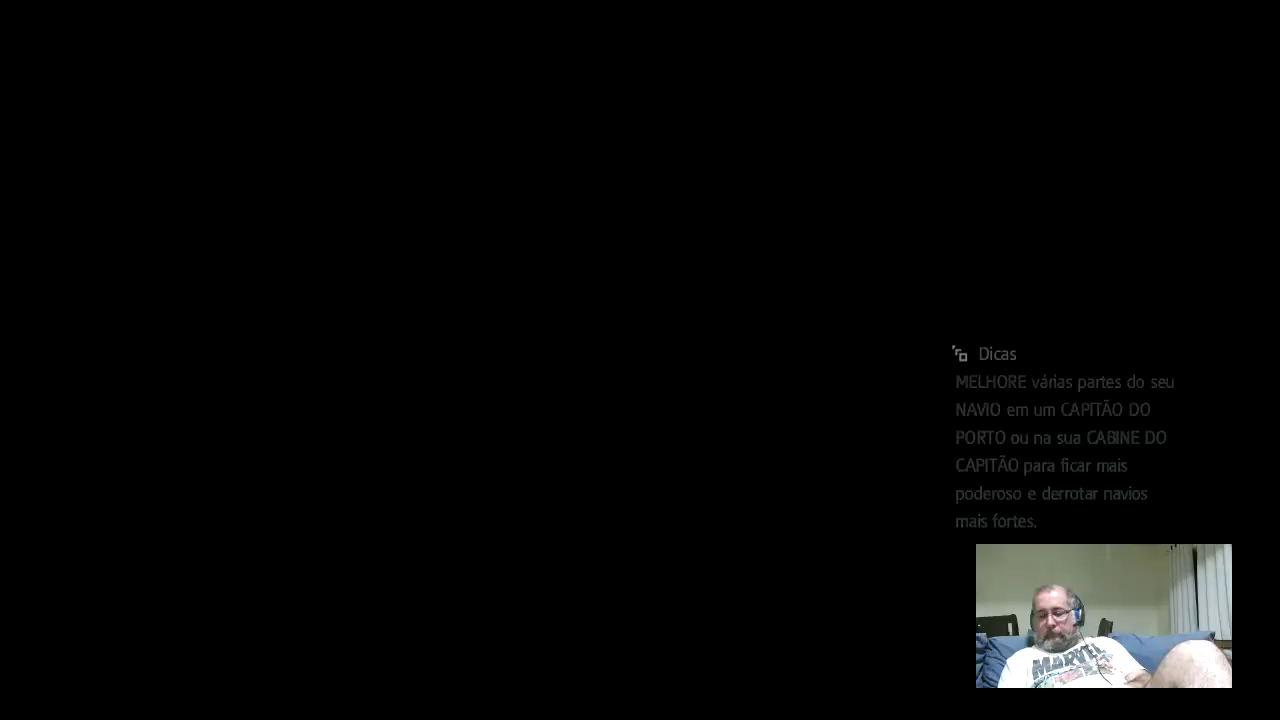 Dicas
MELHORE várias partes do seu
NAVIO em um CAPITÃO DO
PORTO ou na sua CABINE DO
CAPITÃO para ficar mais
poderoso e derrotar navios
mais fortes.
MARVEL